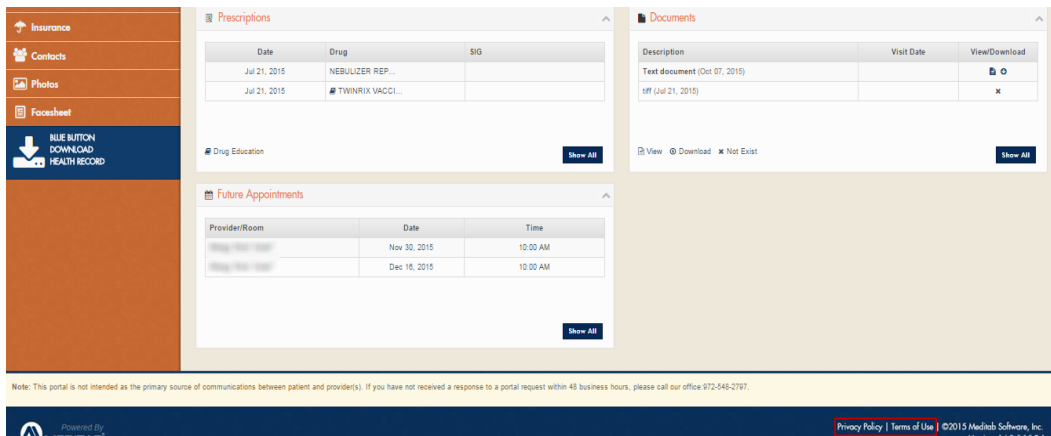 Insurance
Contacts
Photos
Facesheet
BLUE BUTTON
DOWNLOAD
HEALTH RECORD
Prescriptions
Date Drug SIG
Jul 21, 2015 NEBULIZER REP...
Jul 21, 2015 TWINRIX VACCI...
Drug Education
Show All
Documents
Description Visit Date View/Download
Text document (Oct 07, 2015)
tiff (Jul 21, 2015)
View Download Not Exist
Show All
Future Appointments
Provider/Room Date Time
Nov 30, 2015 10:00 AM
Dec 16, 2015 10:00 AM
Show All
Note: This portal is not intended as the primary source of communications between patient and provider(s). If you have not received a response to a portal request within 48 business hours, please call our office:972-548-2797.
Powered By
Privacy Policy | Terms of Use | ©2015 Meditab Software, Inc.